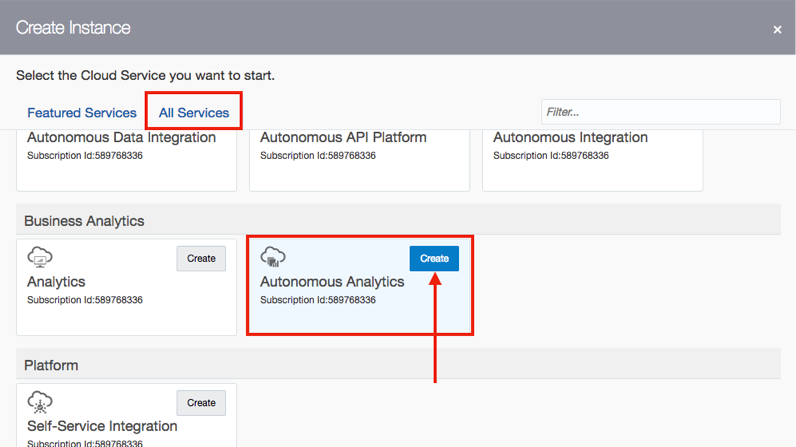 Create Instance
×
Select the Cloud Service you want to start.
Featured Services
All Services
Filter...
Autonomous Data Integration
Subscription Id:589768336
Autonomous API Platform
Subscription Id:589768336
Autonomous Integration
Subscription Id:589768336
Business Analytics
Create
Analytics
Subscription Id:589768336
Create
Autonomous Analytics
Subscription Id:589768336
Platform
Create
Self-Service Integration
Subscription Id:589768336